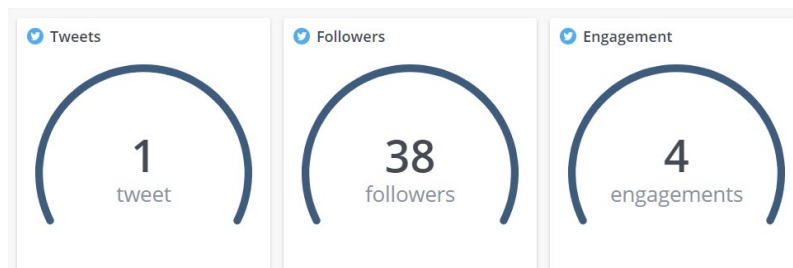 Tweets
1
tweet
Followers
38
followers
Engagement
4
engagements